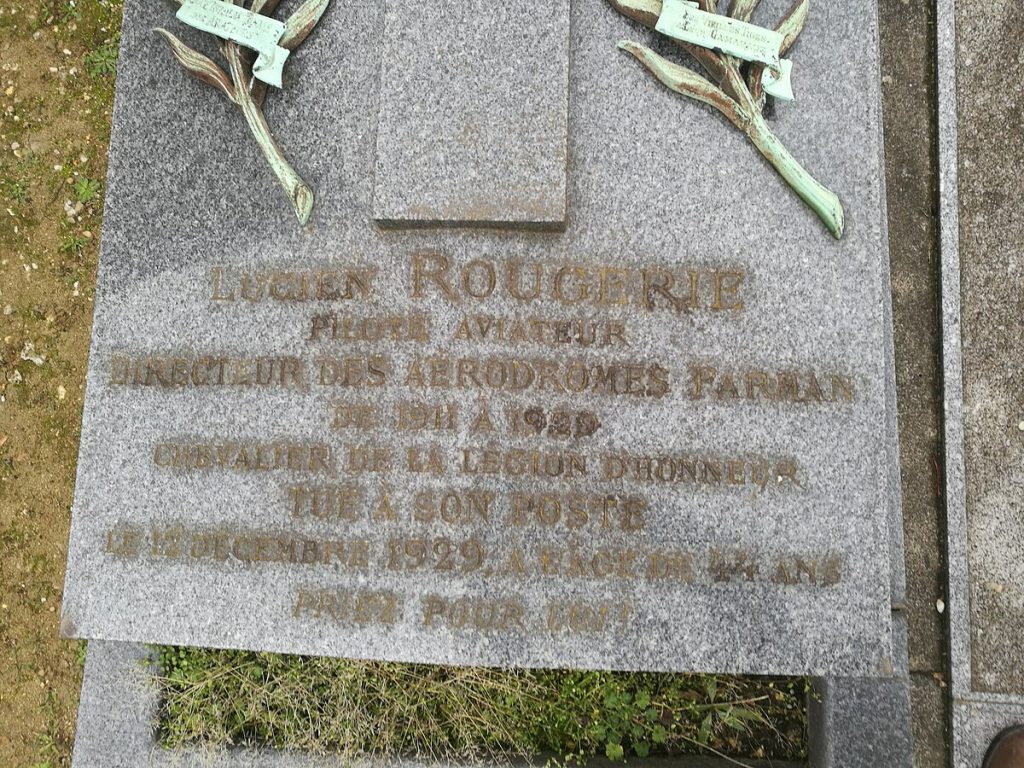 LUCIEN ROUGERIE
PILOTE AVIATEUR
DIRECTEUR DES AÉRODROMES FARMAN
DE 1911 À 1929
CHEVALIER DE LA LÉGION D'HONNEUR
TUÉ À SON POSTE
LE 12 DÉCEMBRE 1929, A L'AGE DE 44 ANS
PRIEZ POUR LUI!